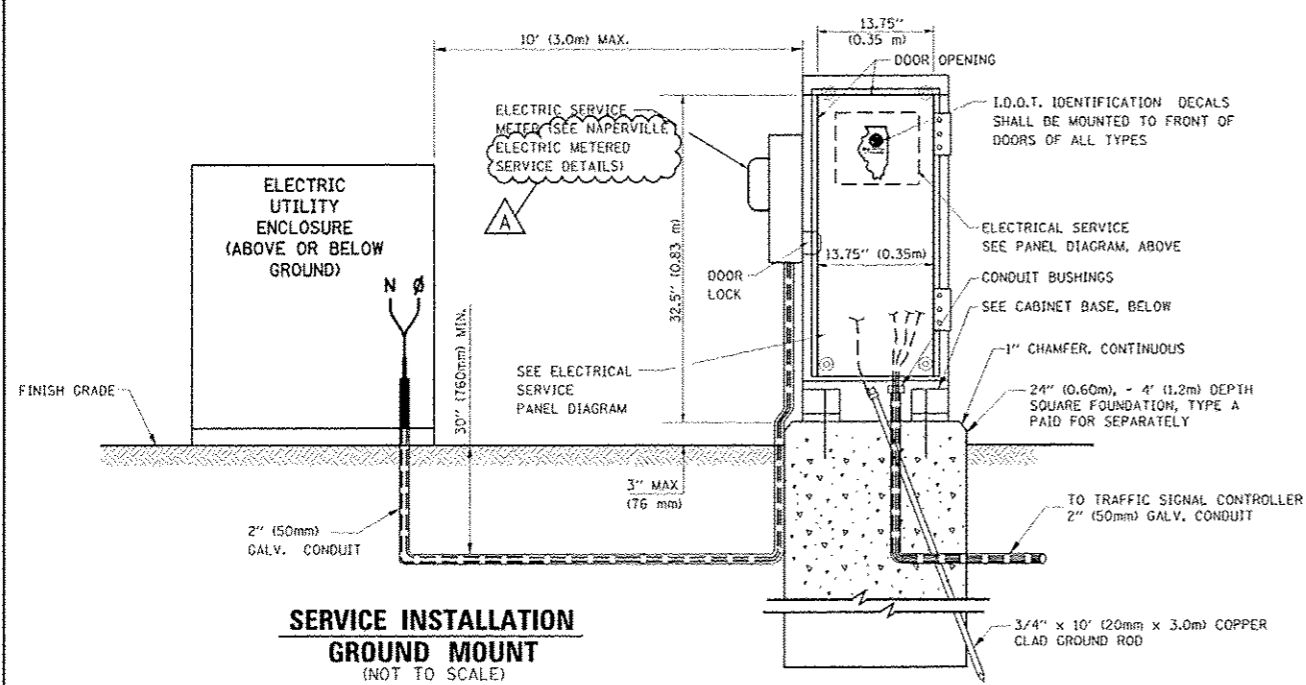 10' (3.0m) MAX.
13.75"
(0.35 m)
DOOR OPENING
ELECTRIC SERVICE
METER (SEE NAPERVILLE
ELECTRIC METERED
SERVICE DETAILS)
A
I.D.O.T. IDENTIFICATION DECALS
SHALL BE MOUNTED TO FRONT OF
DOORS OF ALL TYPES
ELECTRIC
UTILITY
ENCLOSURE
(ABOVE OR BELOW
GROUND)
N Ø
32.5" (0.83 m)
DOOR
LOCK
13.75" (0.35m)
ELECTRICAL SERVICE
SEE PANEL DIAGRAM, ABOVE
CONDUIT BUSHINGS
SEE CABINET BASE, BELOW
1" CHAMFER, CONTINUOUS
24" (0.60m), - 4' (1.2m) DEPTH
SQUARE FOUNDATION, TYPE A
PAID FOR SEPARATELY
FINISH GRADE
30" (760mm) MIN.
SEE ELECTRICAL
SERVICE
PANEL DIAGRAM
3" MAX
(76 mm)
2" (50mm)
GALV. CONDUIT
TO TRAFFIC SIGNAL CONTROLLER
2" (50mm) GALV. CONDUIT
3/4" x 10' (20mm x 3.0m) COPPER
CLAD GROUND ROD
SERVICE INSTALLATION
GROUND MOUNT
(NOT TO SCALE)